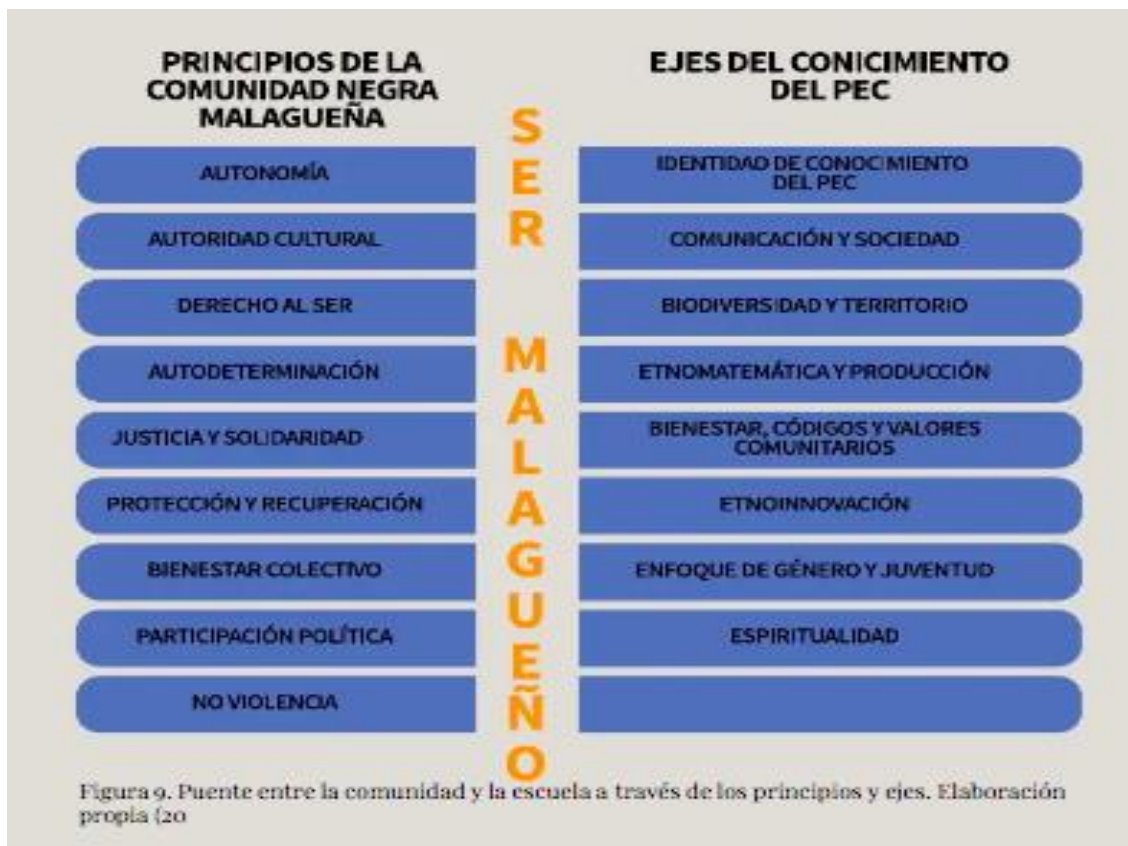 PRINCIPIOS DE LA
COMUNIDAD NEGRA
MALAGUEÑA
AUTONOMÍA
AUTORIDAD CULTURAL
DERECHO AL SER
AUTODETERMINACIÓN
JUSTICIA Y SOLIDARIDAD
PROTECCIÓN Y RECUPERACIÓN
BIENESTAR COLECTIVO
PARTICIPACIÓN POLÍTICA
NO VIOLENCIA
SER MALAGUEÑO
EJES DEL CONICIMIENTO
DEL PEC
IDENTIDAD DE CONOCIMIENTO
DEL PEC
COMUNICACIÓN Y SOCIEDAD
BIODIVERSIDAD Y TERRITORIO
ETNOMATEMÁTICA Y PRODUCCIÓN
BIENESTAR, CÓDIGOS Y VALORES
COMUNITARIOS
ETNOINNOVACIÓN
ENFOQUE DE GÉNERO Y JUVENTUD
ESPIRITUALIDAD
Figura 9. Puente entre la comunidad y la escuela a través de los principios y ejes. Elaboración
propia (20